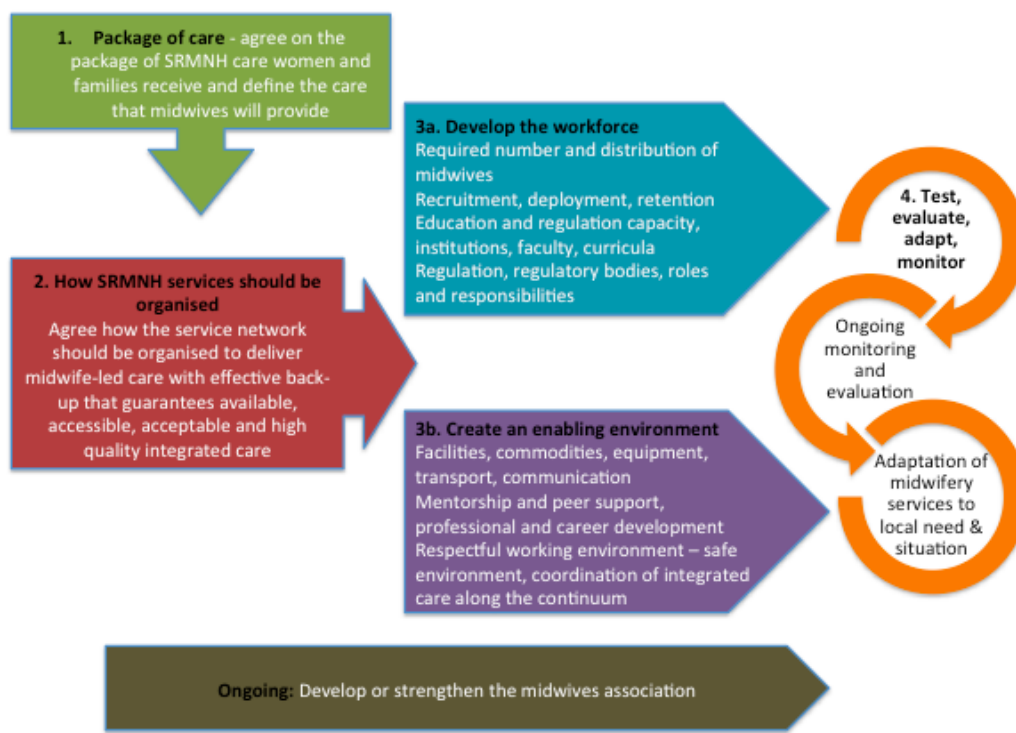 1. Package of care - agree on the
package of SRMNH care women and
families receive and define the care
that midwives will provide
2. How SRMNH services should be
organised
Agree how the service network
should be organised to deliver
midwife-led care with effective back-
up that guarantees available,
accessible, acceptable and high
quality integrated care
3a. Develop the workforce
Required number and distribution of
midwives
Recruitment, deployment, retention
Education and regulation capacity,
institutions, faculty, curricula
Regulation, regulatory bodies, roles
and responsibilities
3b. Create an enabling environment
Facilities, commodities, equipment,
transport, communication
Mentorship and peer support,
professional and career development
Respectful working environment – safe
environment, coordination of integrated
care along the continuum
4. Test,
evaluate,
adapt,
monitor
Ongoing
monitoring
and
evaluation
Adaptation of
midwifery
services to
local need &
situation
Ongoing: Develop or strengthen the midwives association